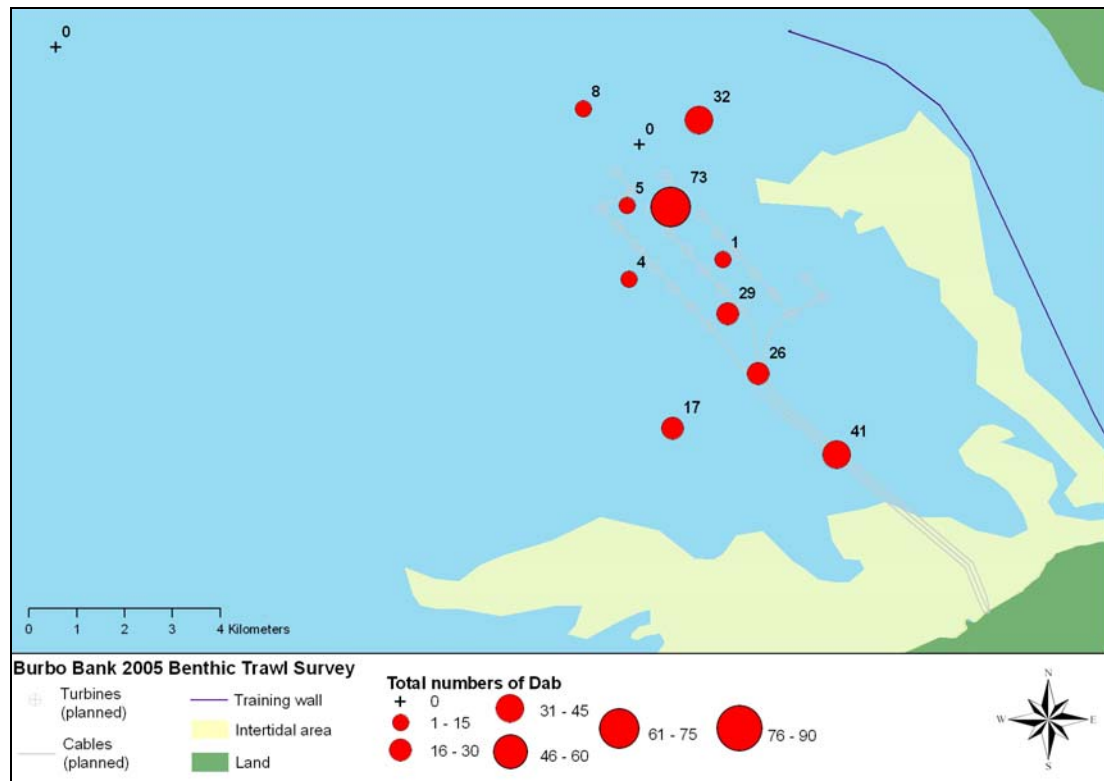 0
8
32
0
73
5
1
4
29
26
17
41
0 1 2 3 4 Kilometers
Burbo Bank 2005 Benthic Trawl Survey
Turbines
(planned)
Cables
(planned)
Training wall
Intertidal area
Land
Total numbers of Dab
0
1 - 15
16 - 30
31 - 45
46 - 60
61 - 75
76 - 90
N
W E
S